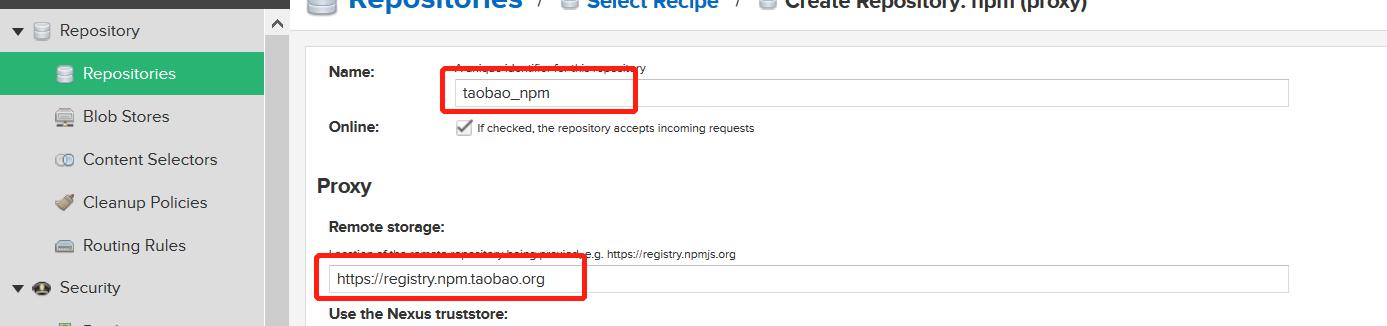 Repositories / Select Recipe / Create Repository: npm (proxy)
Repository
Repositories
Blob Stores
Content Selectors
Cleanup Policies
Routing Rules
Security
Name:
A unique identifier for this repository
taobao_npm
Online:
If checked, the repository accepts incoming requests
Proxy
Remote storage:
Location of the remote repository being proxied, e.g. https://registry.npmjs.org
https://registry.npm.taobao.org
Use the Nexus truststore: